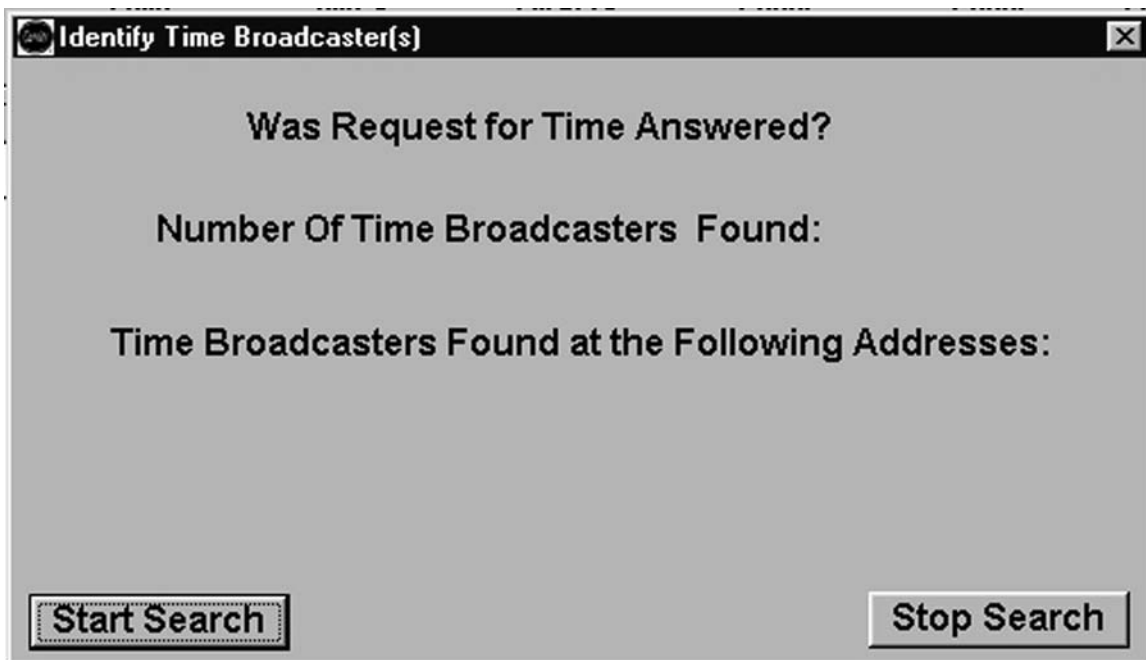 Identify Time Broadcaster(s)
Was Request for Time Answered?
Number Of Time Broadcasters Found:
Time Broadcasters Found at the Following Addresses:
Start Search
Stop Search